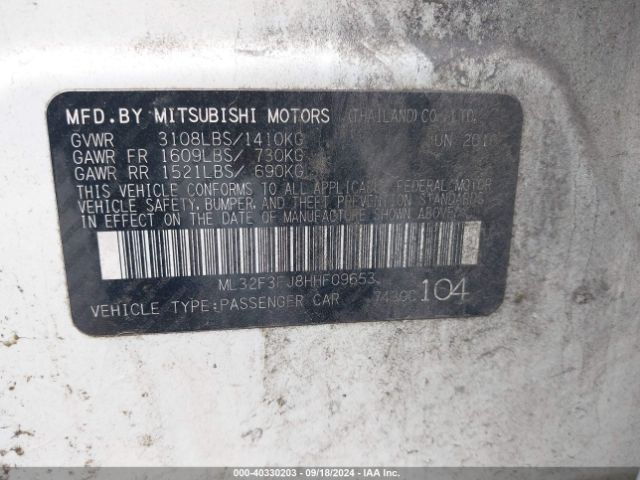 MFD.BY MITSUBISHI MOTORS (THAILAND) CO., LTD.
GVWR 3108LBS/1410KG JUN 2016
GAWR FR 1609LBS/ 730KG
GAWR RR 1521LBS/ 690KG
THIS VEHICLE CONFORMS TO ALL APPLICABLE FEDERAL MOTOR
VEHICLE SAFETY, BUMPER, AND THEFT PREVENTION STANDARDS
IN EFFECT ON THE DATE OF MANUFACTURE SHOWN ABOVE.
ML32F3FJ8HHF09653
VEHICLE TYPE:PASSENGER CAR 104
000-40330203 - 09/18/2024 - IAA Inc.